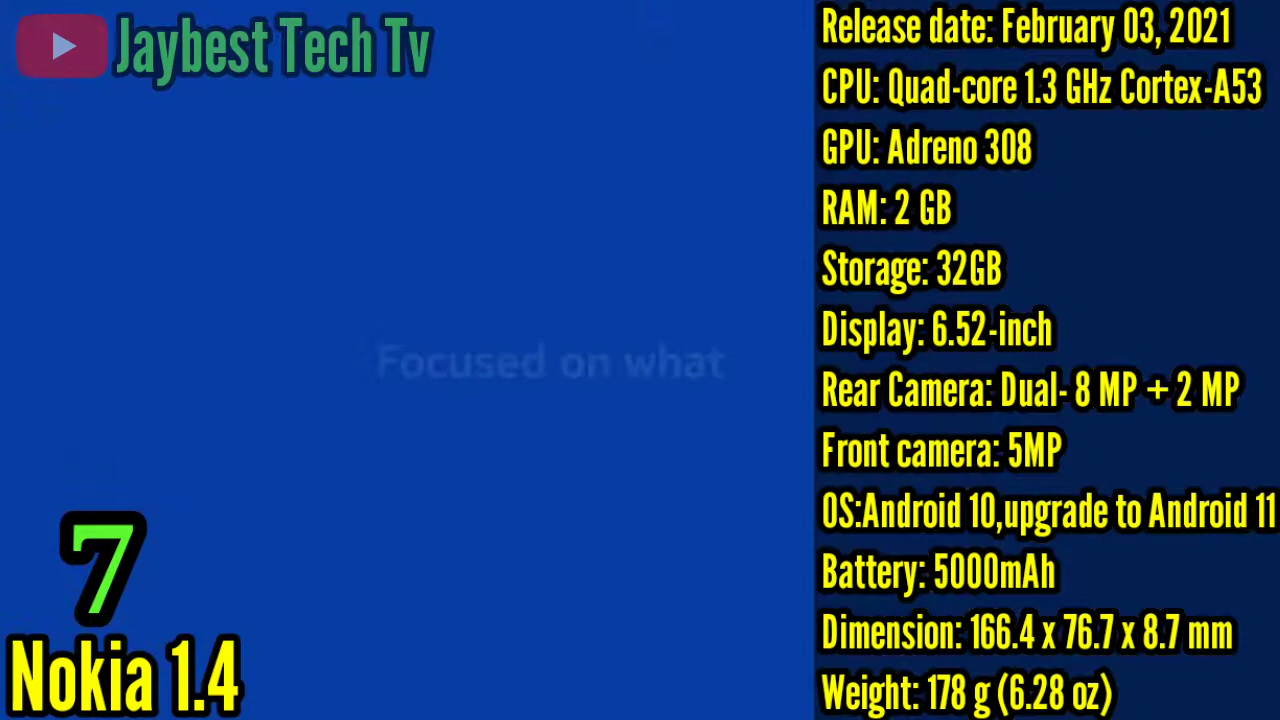 Jaybest Tech Tv
Release date: February 03, 2021
CPU: Quad-core 1.3 GHz Cortex-A53
GPU: Adreno 308
RAM: 2 GB
Storage: 32GB
Display: 6.52-inch
Focused on what
Rear Camera: Dual- 8 MP + 2 MP
Front camera: 5MP
OS:Android 10,upgrade to Android 11
Battery: 5000mAh
Dimension: 166.4 x 76.7 x 8.7 mm
Weight: 178 g (6.28 oz)
7
Nokia 1.4